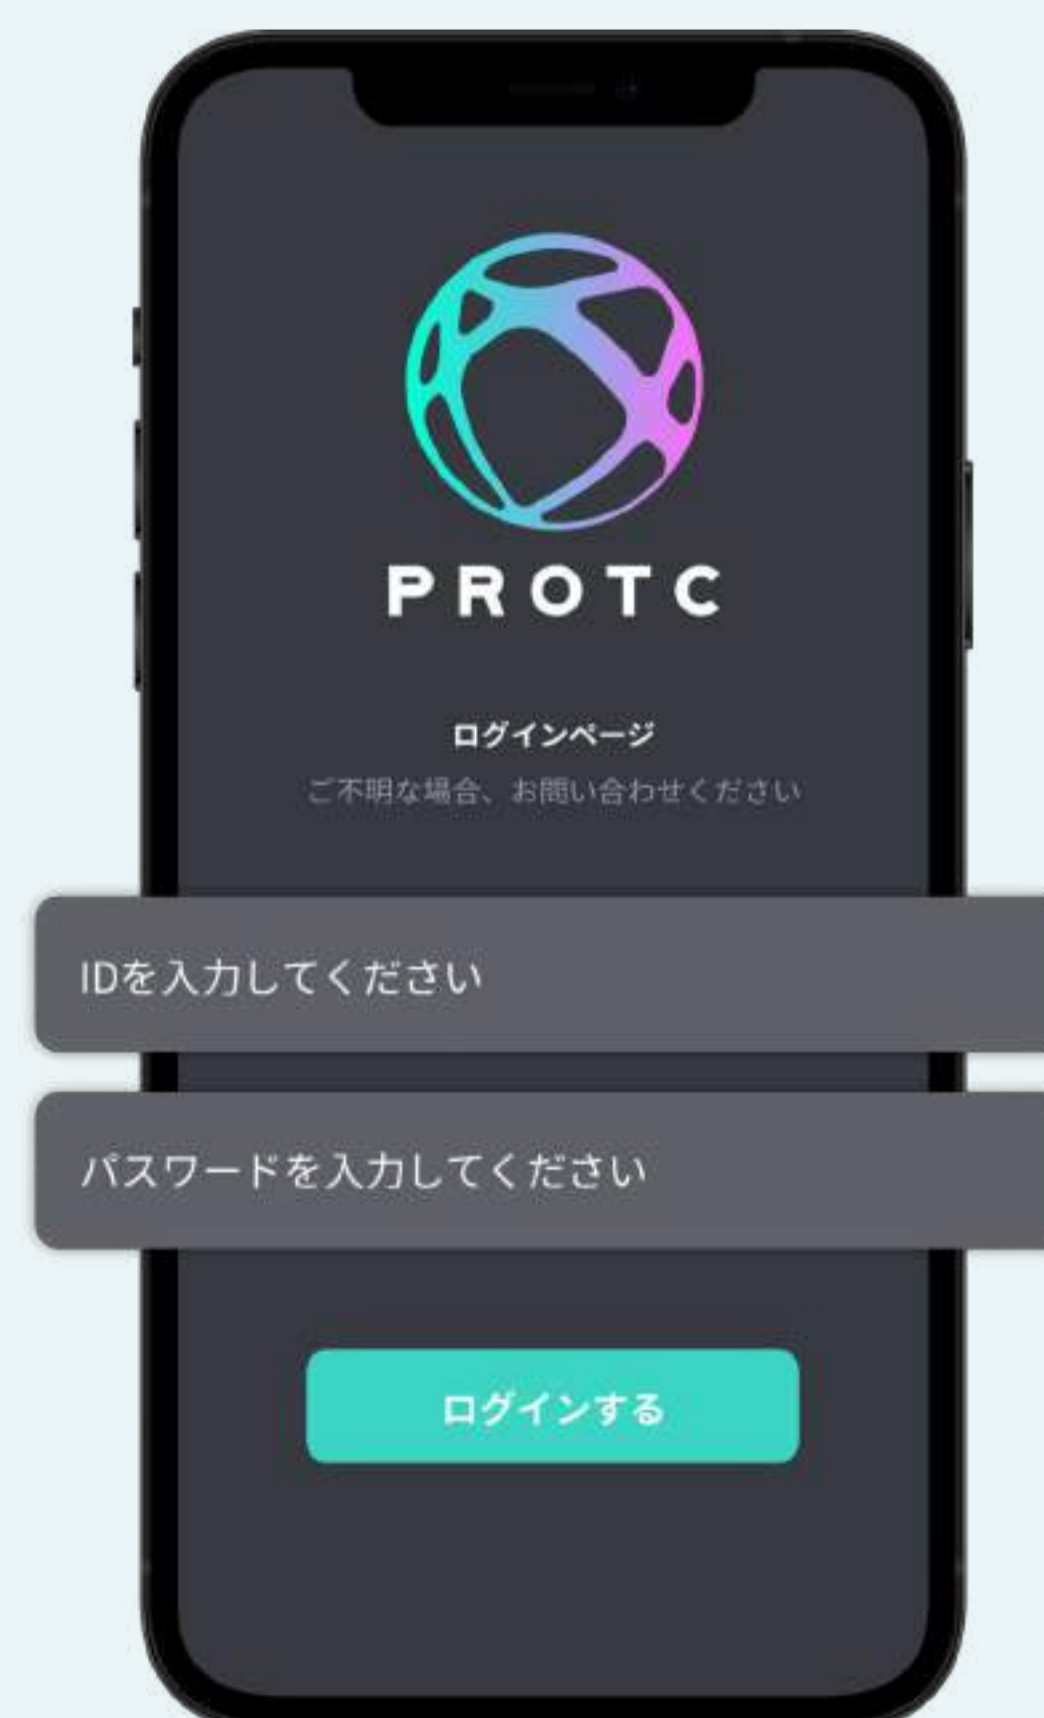 PROTC
ログインページ
ご不明な場合、お問い合わせください
IDを入力してください
パスワードを入力してください
ログインする